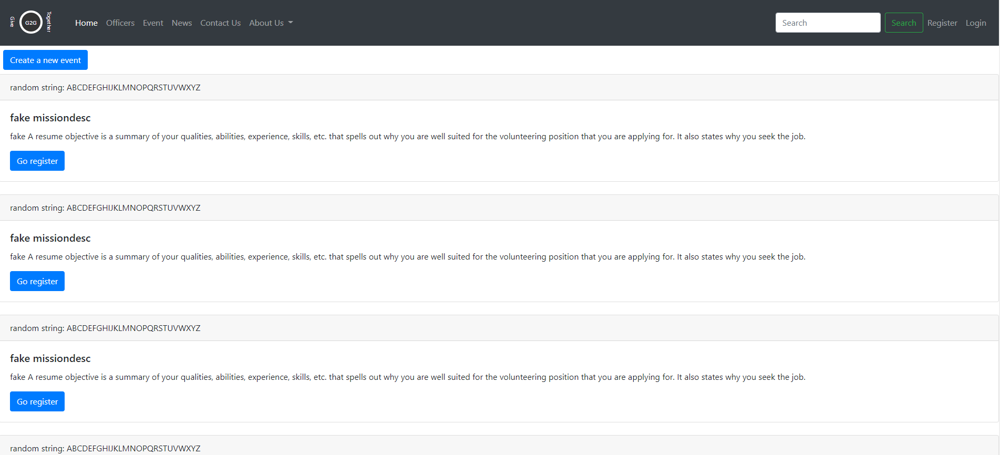 Give G2G Together Home Officers Event News Contact Us About Us Search Search Register Login
Create a new event
random string: ABCDEFGHIJKLMNOPQRSTUVWXYZ
fake missiondesc
fake A resume objective is a summary of your qualities, abilities, experience, skills, etc. that spells out why you are well suited for the volunteering position that you are applying for. It also states why you seek the job.
Go register
random string: ABCDEFGHIJKLMNOPQRSTUVWXYZ
fake missiondesc
fake A resume objective is a summary of your qualities, abilities, experience, skills, etc. that spells out why you are well suited for the volunteering position that you are applying for. It also states why you seek the job.
Go register
random string: ABCDEFGHIJKLMNOPQRSTUVWXYZ
fake missiondesc
fake A resume objective is a summary of your qualities, abilities, experience, skills, etc. that spells out why you are well suited for the volunteering position that you are applying for. It also states why you seek the job.
Go register
random string: ABCDEFGHIJKLMNOPQRSTUVWXYZ